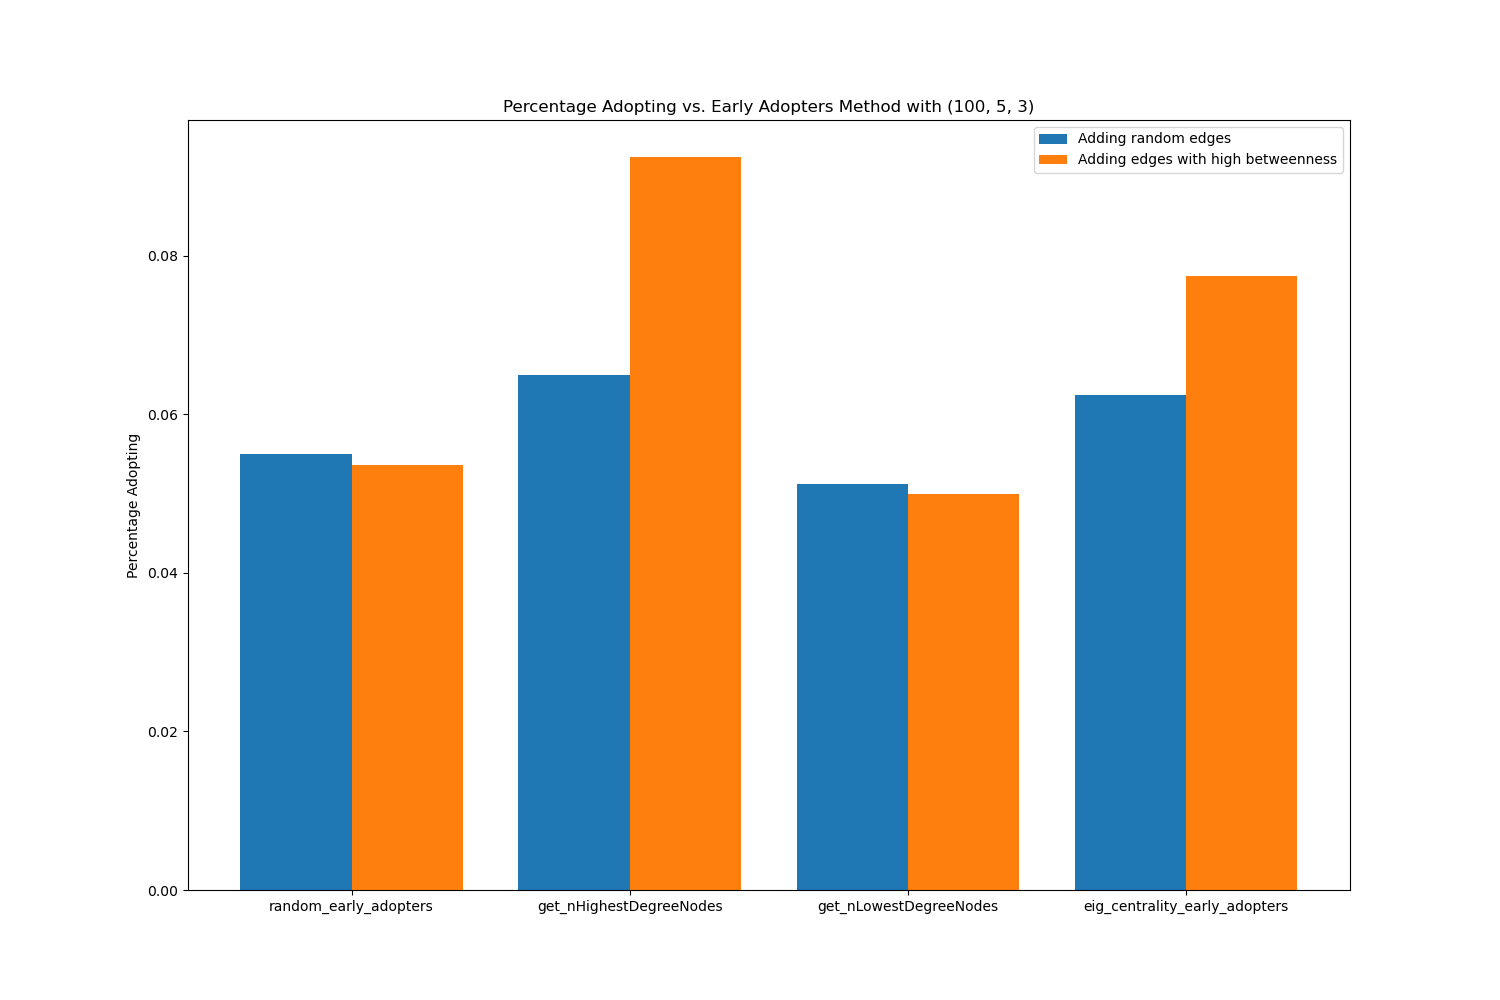 Percentage Adopting vs. Early Adopters Method with (100, 5, 3)
Adding random edges
Adding edges with high betweenness
Percentage Adopting
0.08
0.06
0.04
0.02
0.00
random_early_adopters
get_nHighestDegreeNodes
get_nLowestDegreeNodes
eig_centrality_early_adopters